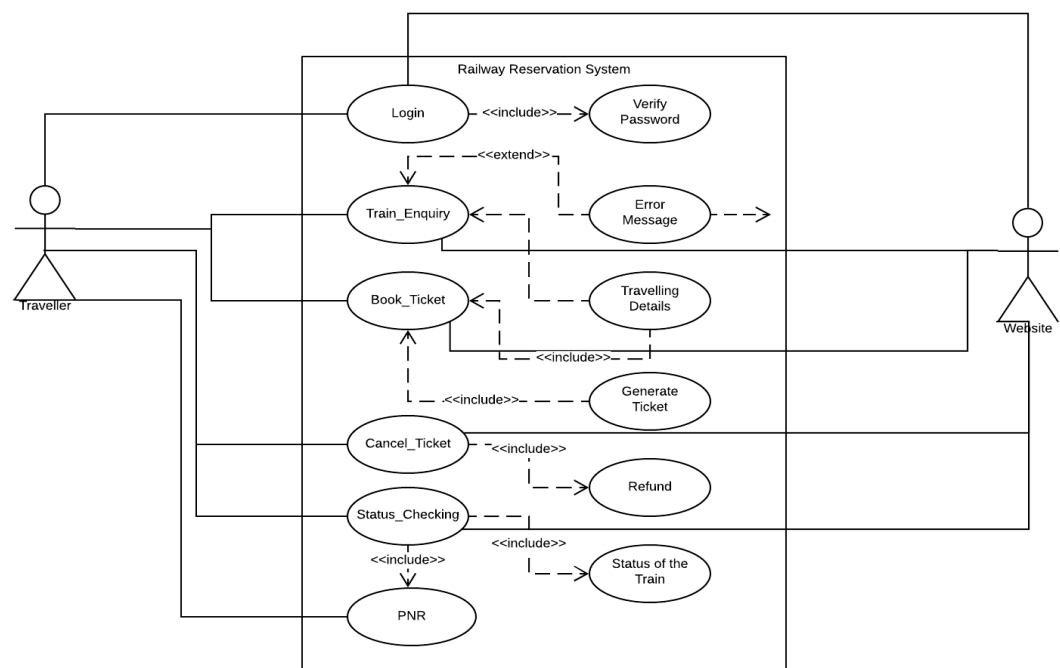 Railway Reservation System
Login
<<include>>
Verify
Password
<<extend>>
Train_Enquiry
Error
Message
Traveller
Book_Ticket
Travelling
Details
Website
<<include>>
<<include>>
Generate
Ticket
Cancel_Ticket
<<include>>
Refund
Status_Checking
<<include>>
<<include>>
Status of the
Train
PNR